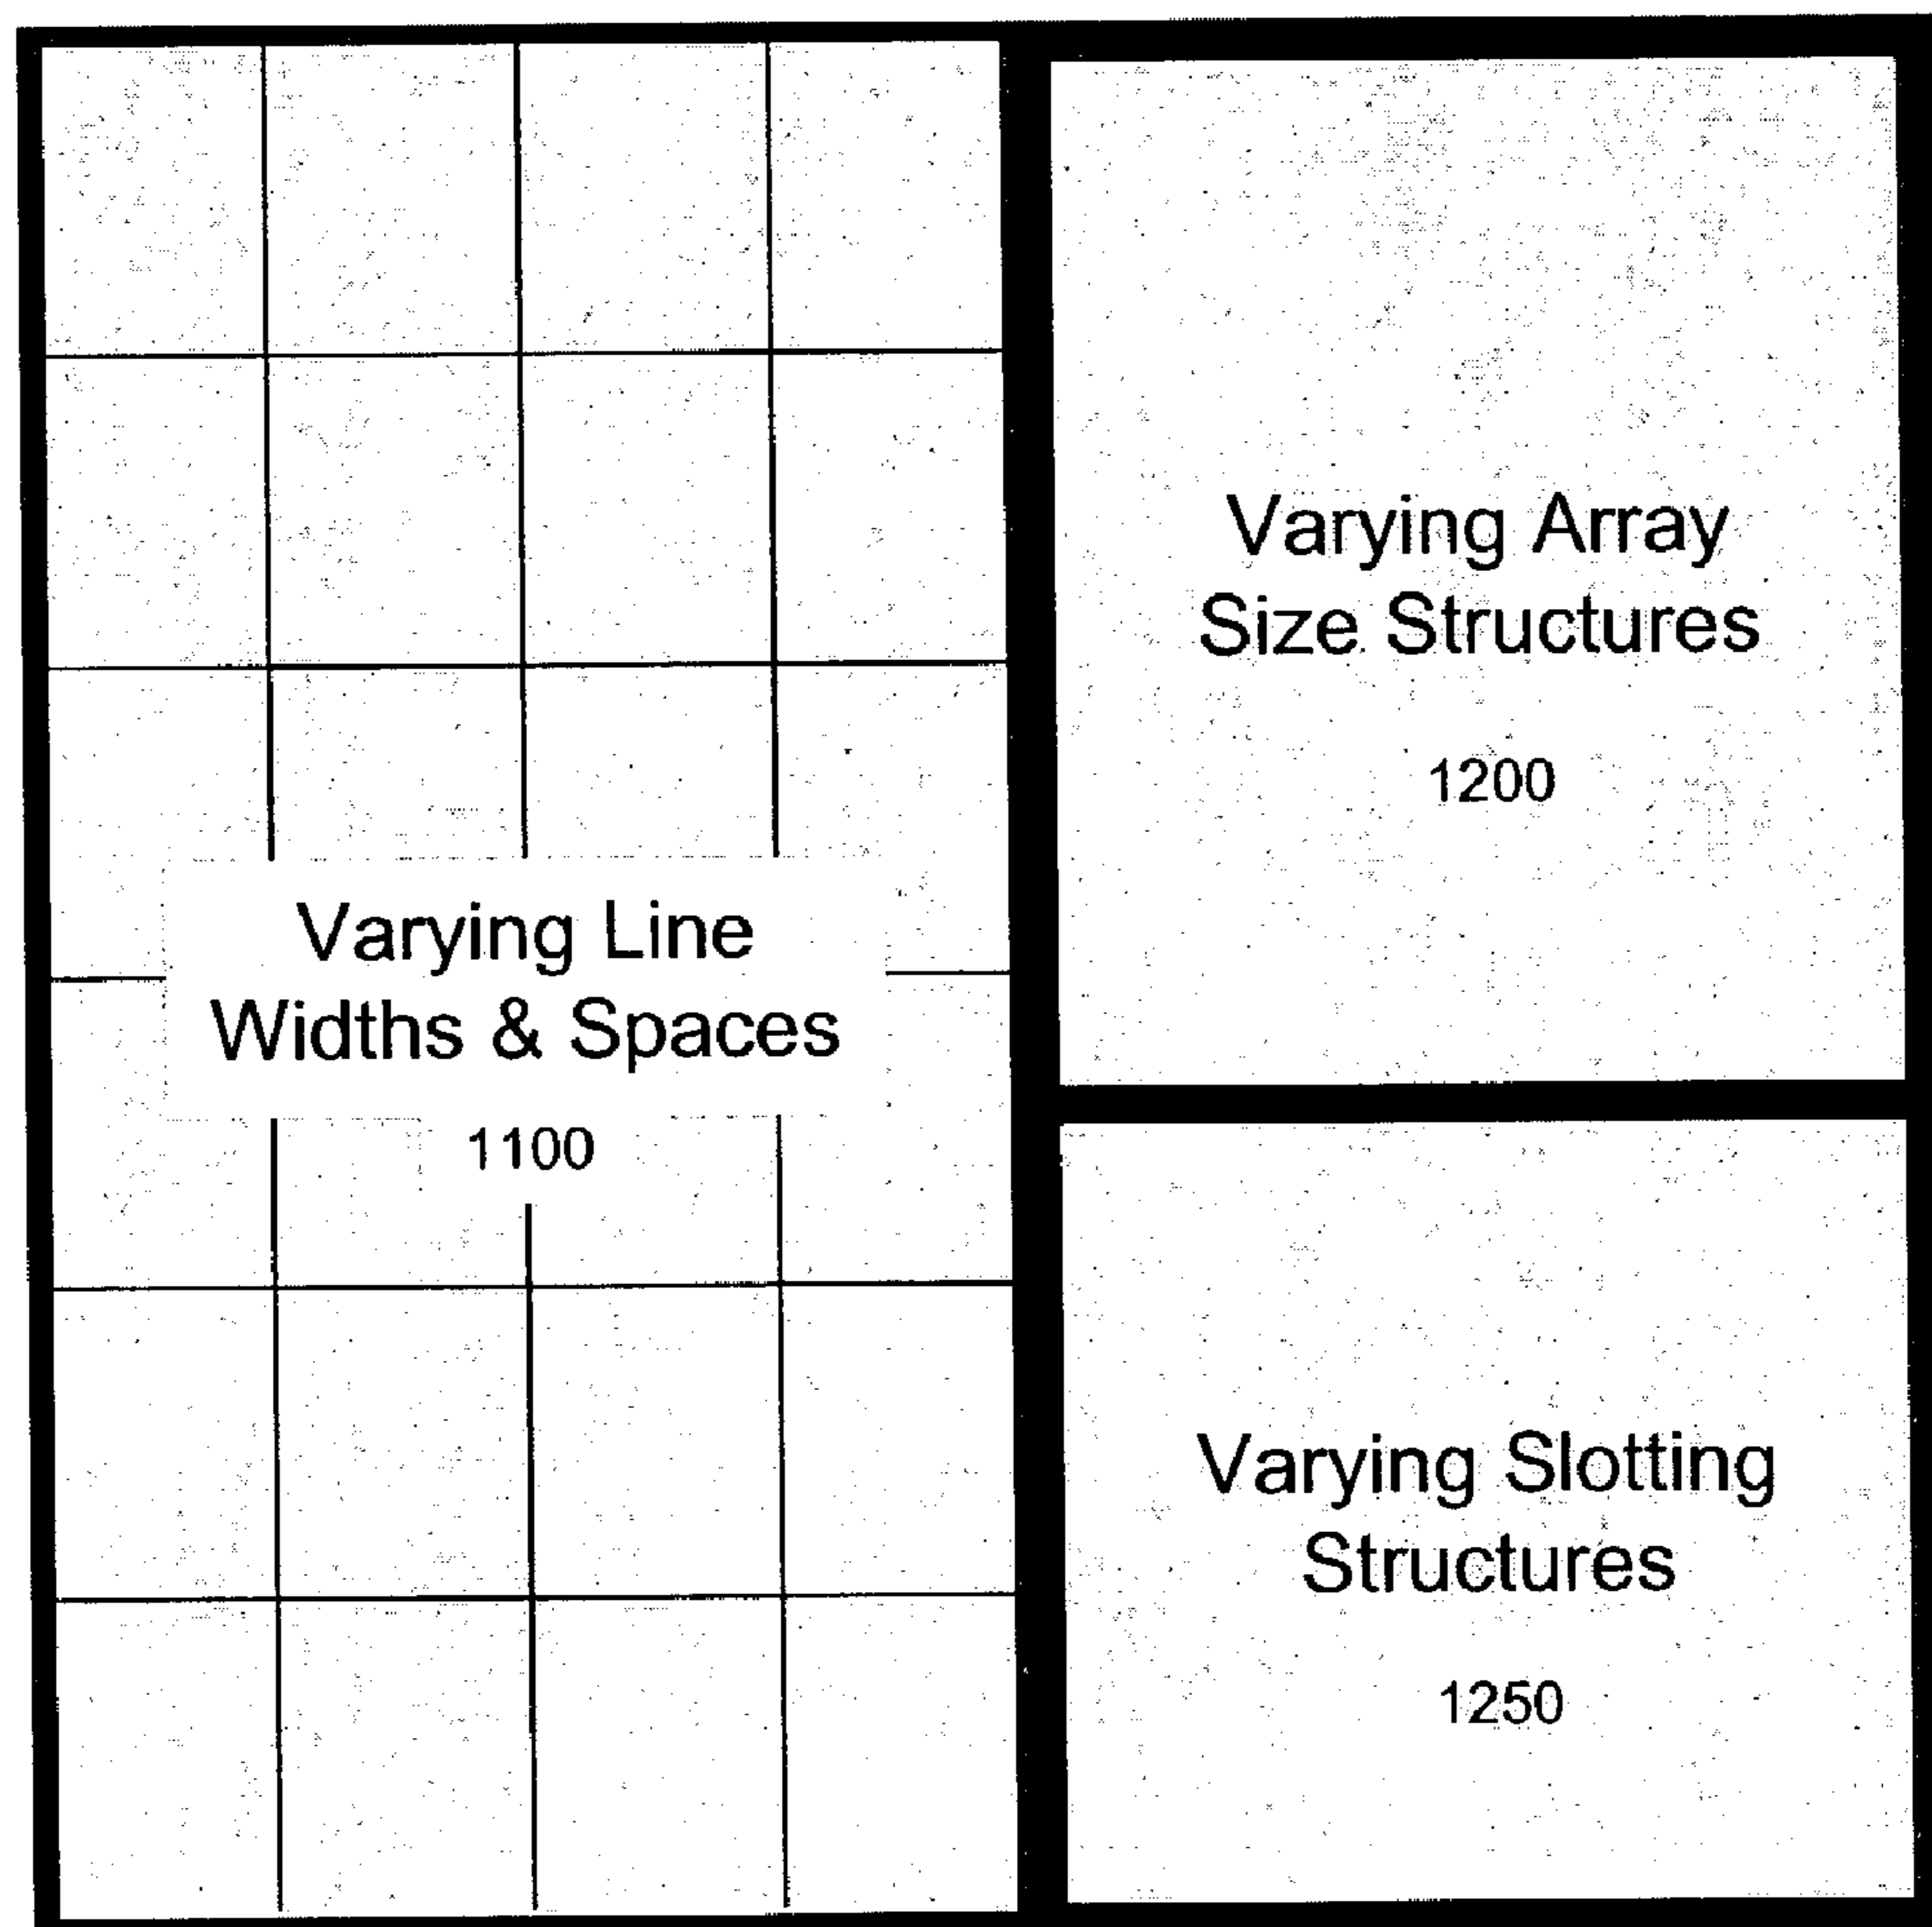 Varying Line
Widths & Spaces
1100
Varying Array
Size Structures
1200
Varying Slotting
Structures
1250